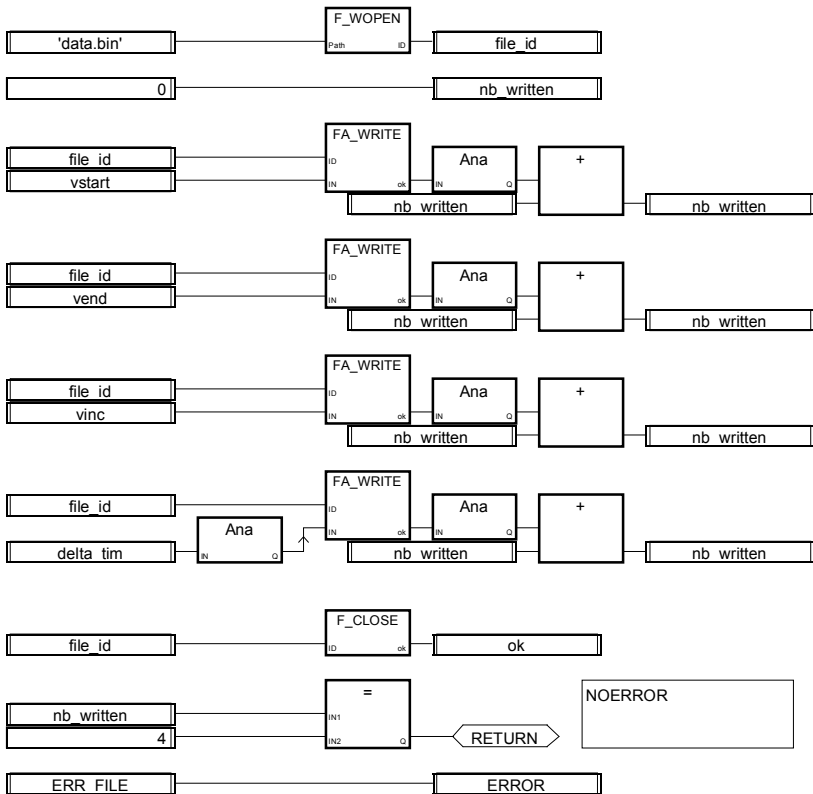 F_WOPEN
'data.bin' Path ID file_id
0 nb_written
FA_WRITE
file_id ID Ana +
vstart IN ok IN Q
nb_written nb_written
FA_WRITE
file_id ID Ana +
vend IN ok IN Q
nb_written nb_written
FA_WRITE
file_id ID Ana +
vinc IN ok IN Q
nb_written nb_written
FA_WRITE
file_id ID Ana +
Ana IN ok IN Q
delta_tim IN Q nb_written nb_written
F_CLOSE
file_id ID ok ok
= NOERROR
nb_written IN1
4 IN2 Q RETURN
ERR_FILE ERROR